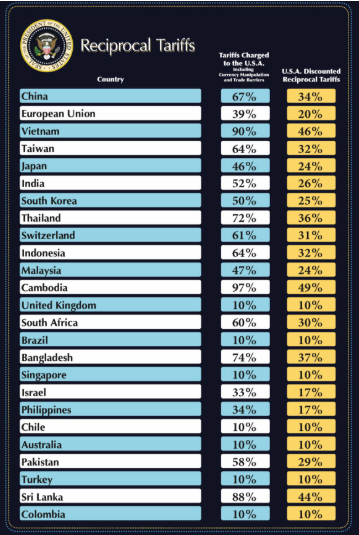 Reciprocal Tariffs
Country
Tariffs Charged
to the U.S.A.
Including
Currency Manipulation
and Trade Barriers
U.S.A. Discounted
Reciprocal Tariffs
China 67% 34%
European Union 39% 20%
Vietnam 90% 46%
Taiwan 64% 32%
Japan 46% 24%
India 52% 26%
South Korea 50% 25%
Thailand 72% 36%
Switzerland 61% 31%
Indonesia 64% 32%
Malaysia 47% 24%
Cambodia 97% 49%
United Kingdom 10% 10%
South Africa 60% 30%
Brazil 10% 10%
Bangladesh 74% 37%
Singapore 10% 10%
Israel 33% 17%
Philippines 34% 17%
Chile 10% 10%
Australia 10% 10%
Pakistan 58% 29%
Turkey 10% 10%
Sri Lanka 88% 44%
Colombia 10% 10%